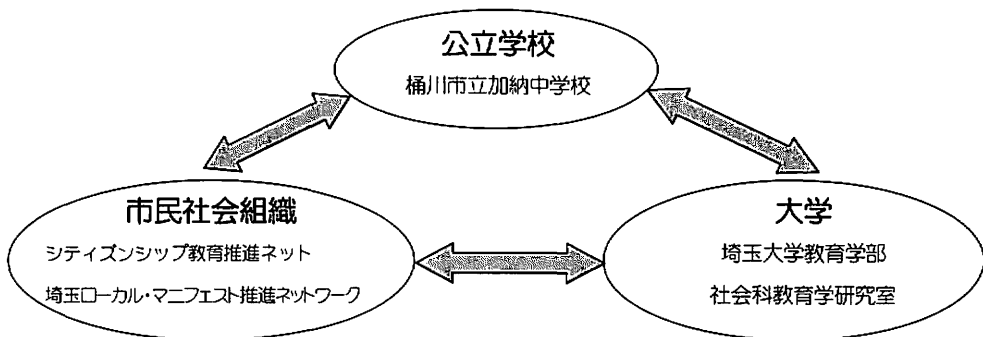 公立学校
桶川市立加納中学校
市民社会組織
シティズンシップ教育推進ネット
埼玉ローカル・マニフェスト推進ネットワーク
大学
埼玉大学教育学部
社会科教育学研究室